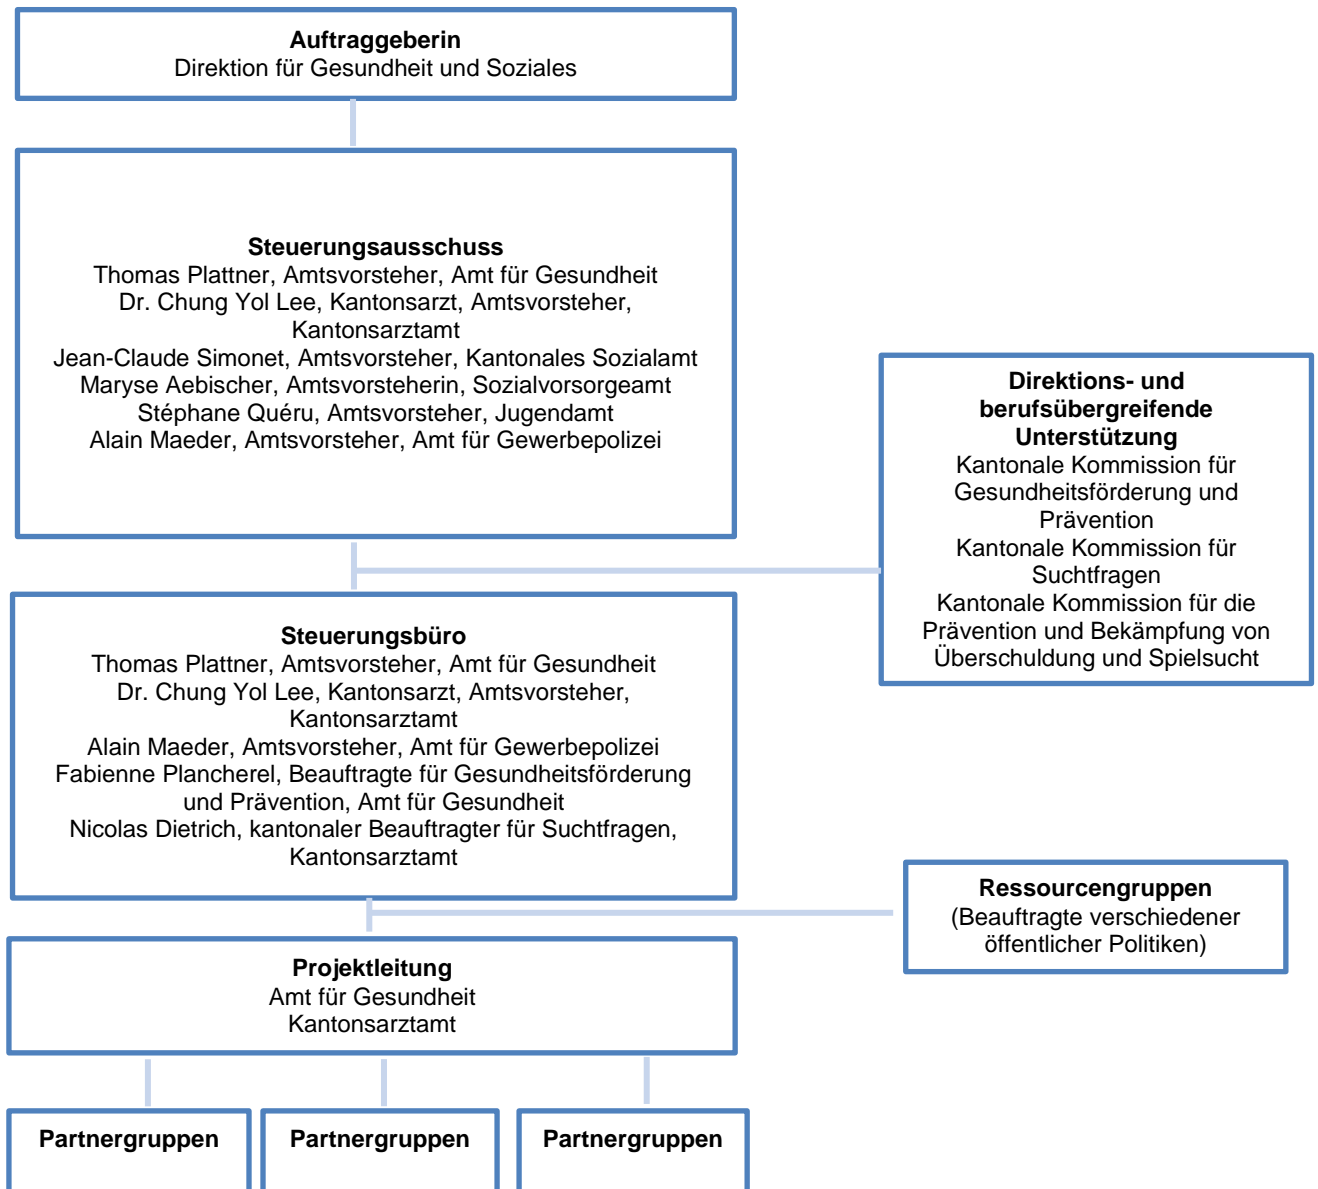 Auftraggeberin
Direktion für Gesundheit und Soziales
Steuerungsausschuss
Thomas Plattner, Amtsvorsteher, Amt für Gesundheit
Dr. Chung Yol Lee, Kantonsarzt, Amtsvorsteher,
Kantonsarztamt
Jean-Claude Simonet, Amtsvorsteher, Kantonales Sozialamt
Maryse Aebischer, Amtsvorsteherin, Sozialvorsorgeamt
Stéphane Quéru, Amtsvorsteher, Jugendamt
Alain Maeder, Amtsvorsteher, Amt für Gewerbepolizei
Direktions- und
berufsübergreifende
Unterstützung
Kantonale Kommission für
Gesundheitsförderung und
Prävention
Kantonale Kommission für
Suchtfragen
Kantonale Kommission für die
Prävention und Bekämpfung von
Überschuldung und Spielsucht
Steuerungsbüro
Thomas Plattner, Amtsvorsteher, Amt für Gesundheit
Dr. Chung Yol Lee, Kantonsarzt, Amtsvorsteher,
Kantonsarztamt
Alain Maeder, Amtsvorsteher, Amt für Gewerbepolizei
Fabienne Plancherel, Beauftragte für Gesundheitsförderung
und Prävention, Amt für Gesundheit
Nicolas Dietrich, kantonaler Beauftragter für Suchtfragen,
Kantonsarztamt
Ressourcengruppen
(Beauftragte verschiedener
öffentlicher Politiken)
Projektleitung
Amt für Gesundheit
Kantonsarztamt
Partnergruppen
Partnergruppen
Partnergruppen